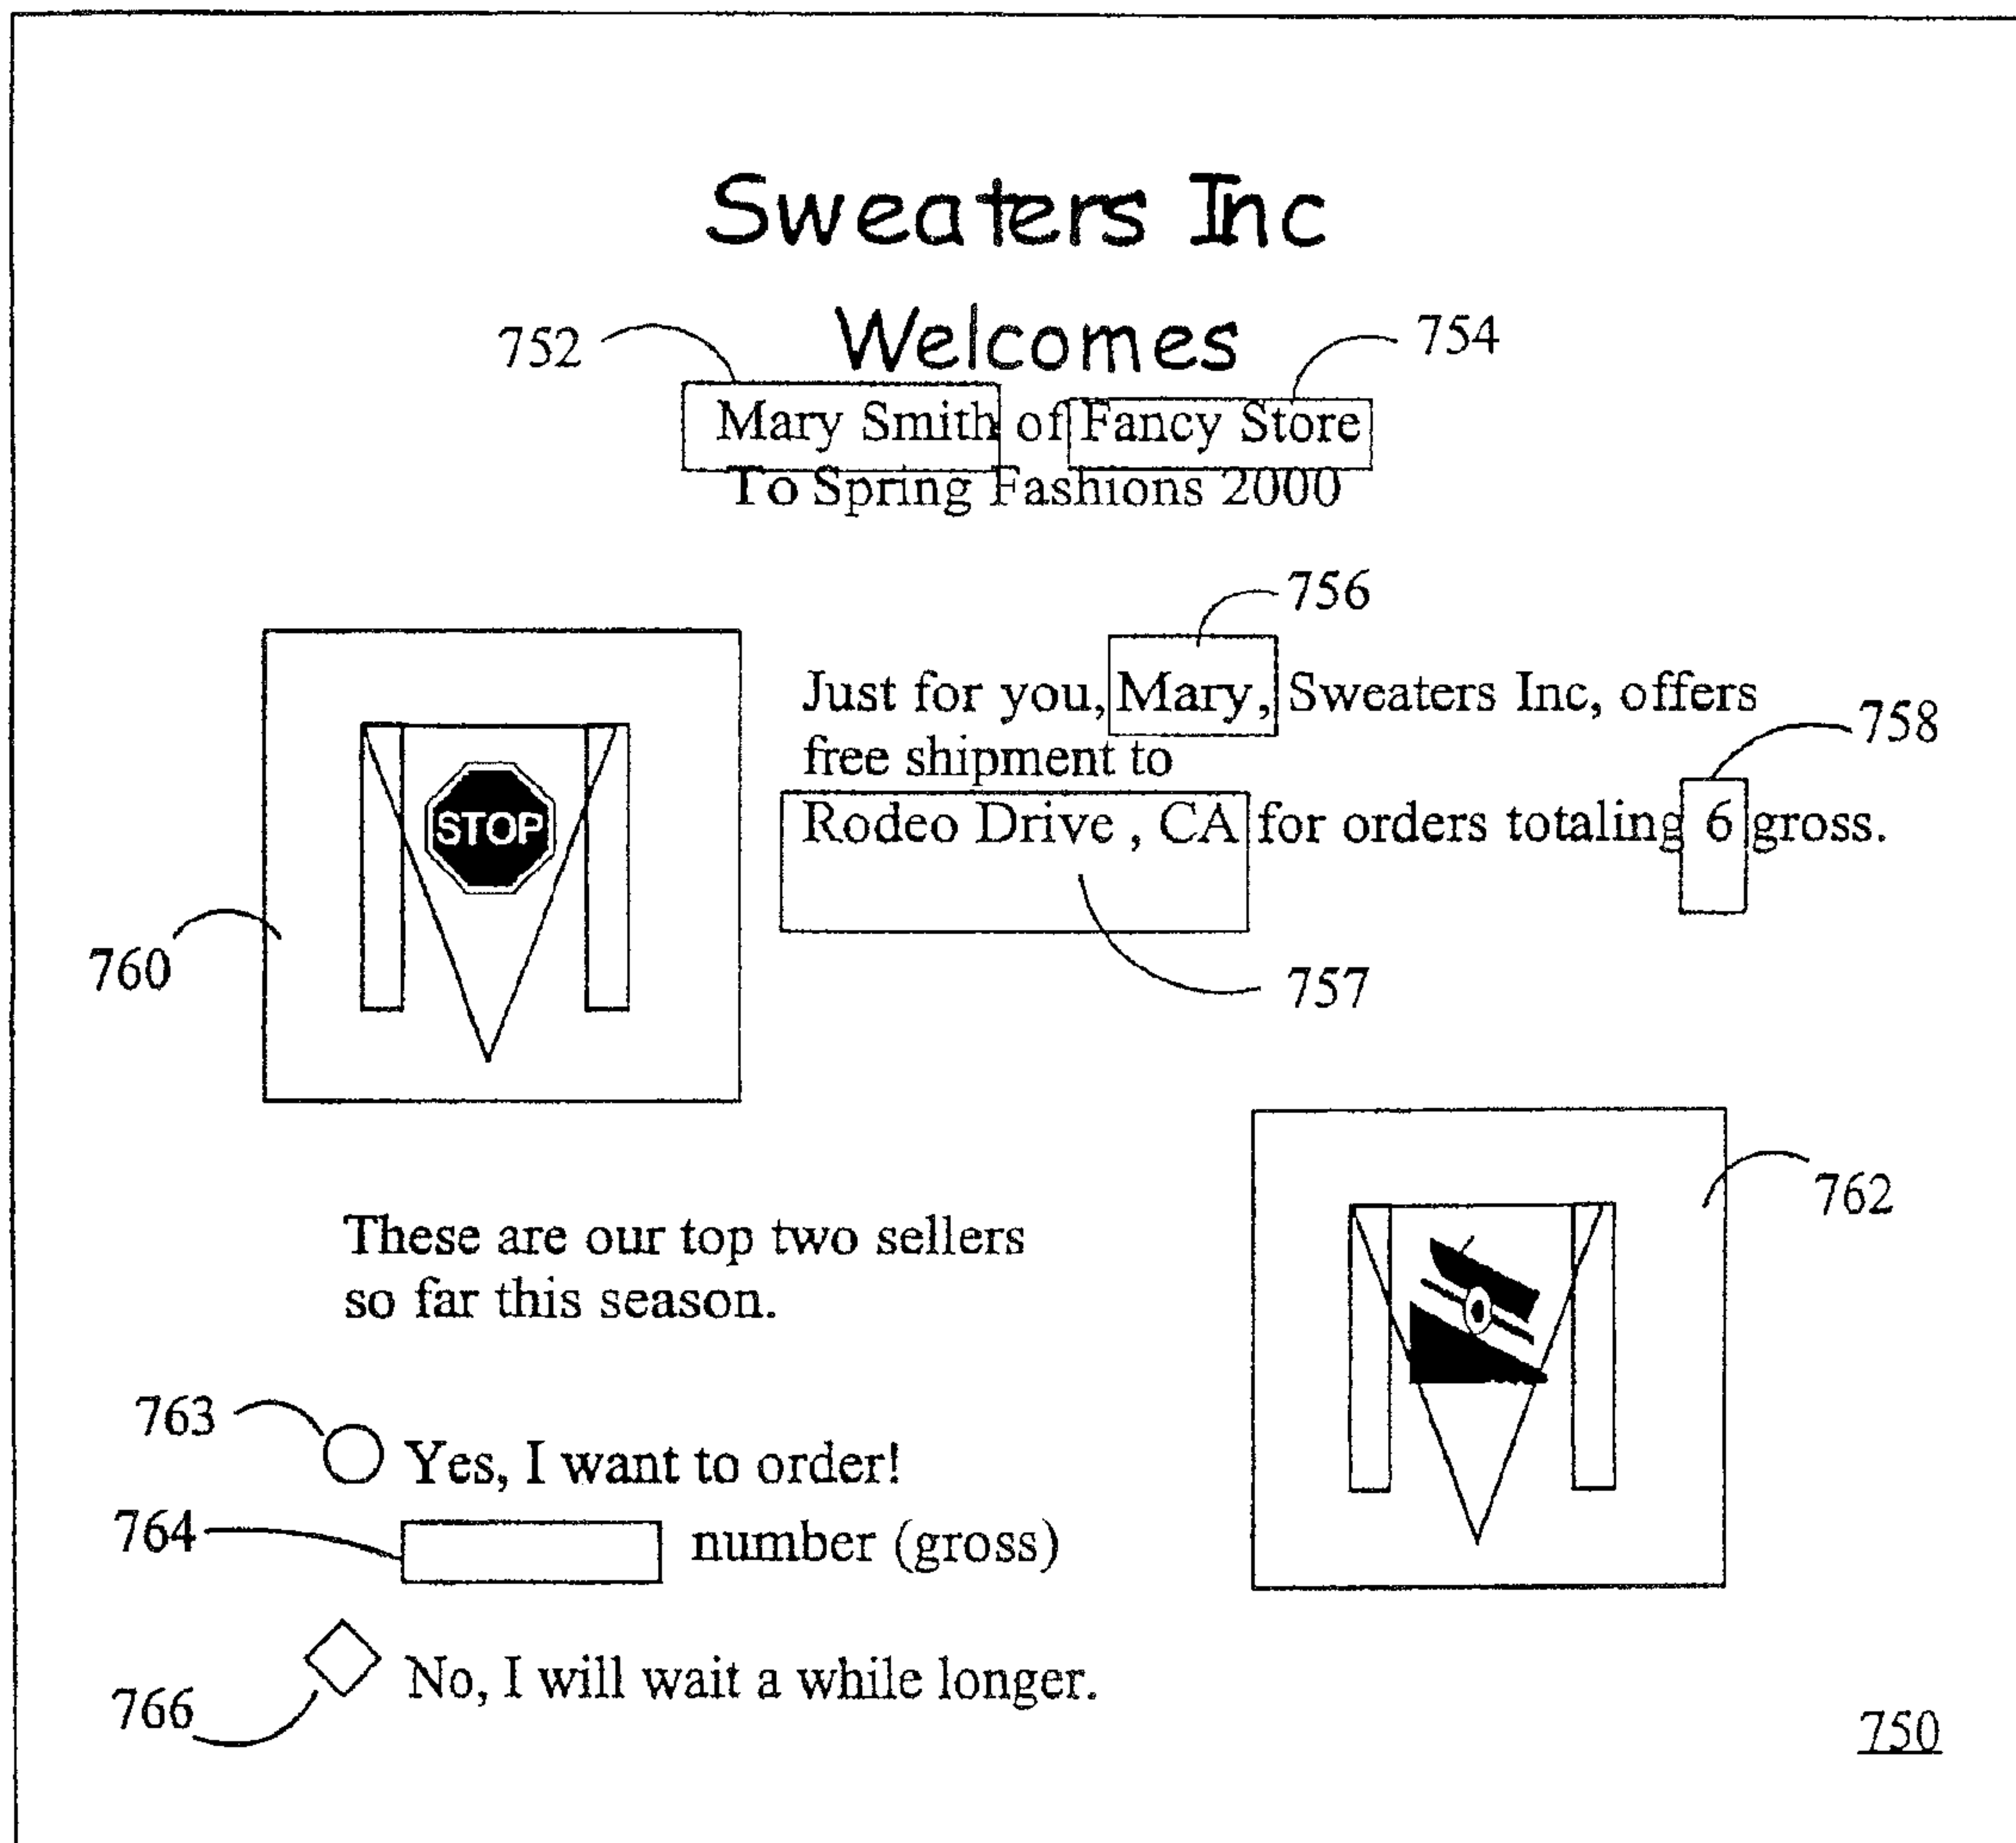 Sweaters Inc
752 Welcomes 754
Mary Smith of Fancy Store
To Spring Fashions 2000
756
Just for you, Mary, Sweaters Inc, offers
758
free shipment to
STOP
Rodeo Drive , CA for orders totaling 6 gross.
760
757
762
These are our top two sellers
so far this season.
763
Yes, I want to order!
764 number (gross)
No, I will wait a while longer.
766
750